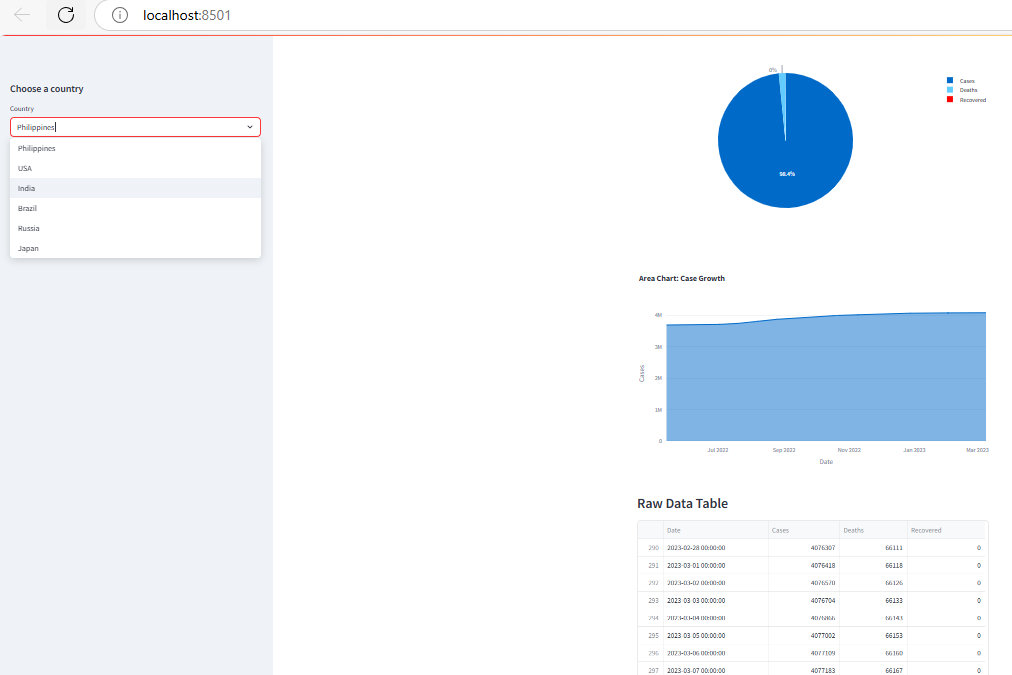 localhost:8501
Choose a country
Country
Philippines
Philippines
USA
India
Brazil
Russia
Japan
0%
98.4%
Cases
Deaths
Recovered
Area Chart: Case Growth
4M
3M
2M
1M
0
Cases
Jul 2022
Sep 2022
Nov 2022
Jan 2023
Mar 2023
Date
Raw Data Table
Date Cases Deaths Recovered
290 2023-02-28 00:00:00 4076307 66111 0
291 2023-03-01 00:00:00 4076418 66118 0
292 2023-03-02 00:00:00 4076570 66126 0
293 2023-03-03 00:00:00 4076704 66133 0
294 2023-03-04 00:00:00 4076866 66143 0
295 2023-03-05 00:00:00 4077002 66153 0
296 2023-03-06 00:00:00 4077109 66160 0
297 2023-03-07 00:00:00 4077183 66167 0